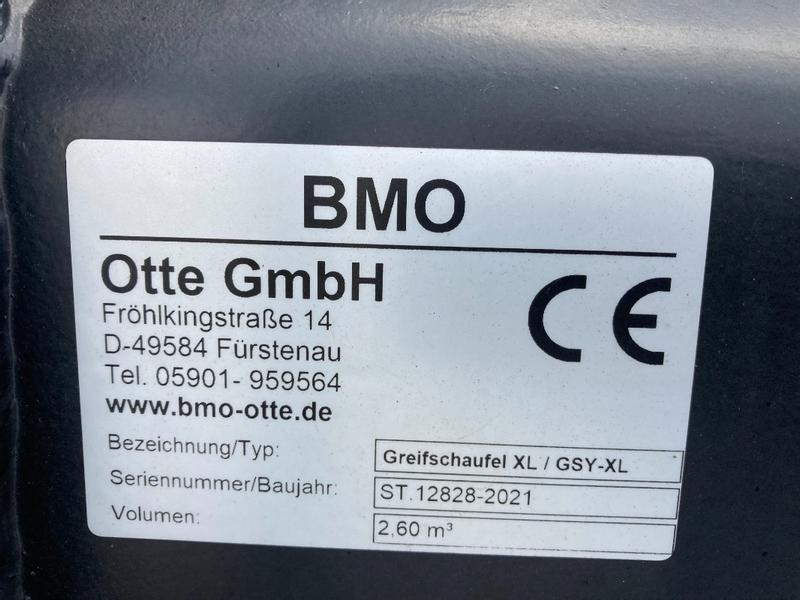 BMO
Otte GmbH
Fröhlkingstraße 14
D-49584 Fürstenau
Tel. 05901- 959564
www.bmo-otte.de
CE
Bezeichnung/Typ: Greifschaufel XL / GSY-XL
Seriennummer/Baujahr: ST.12828-2021
Volumen: 2,60 m³